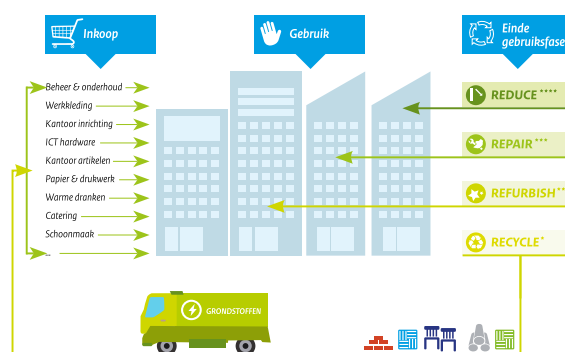 Inkoop
Gebruik
Einde
gebruiksfase
Beheer & onderhoud
Werkkleding
Kantoor inrichting
ICT hardware
Kantoor artikelen
Papier & drukwerk
Warme dranken
Catering
Schoonmaak
...
REDUCE ****
REPAIR ***
REFURBISH **
RECYCLE *
GRONDSTOFFEN